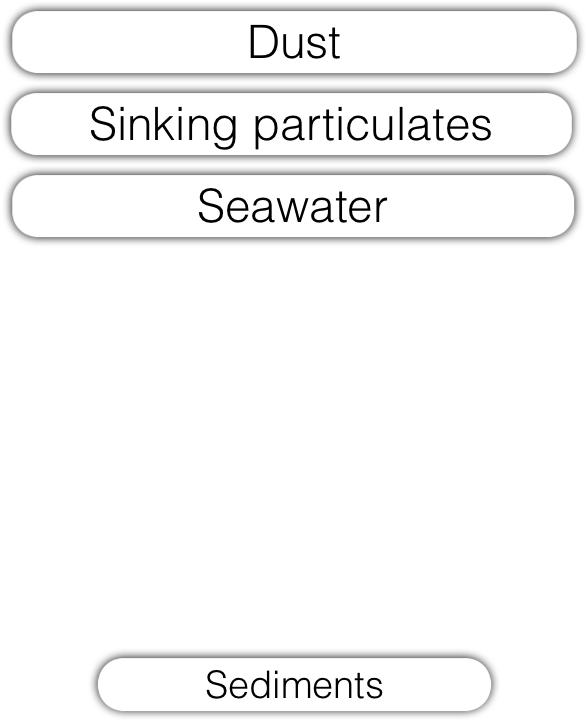 Dust
Sinking particulates
Seawater
Sediments